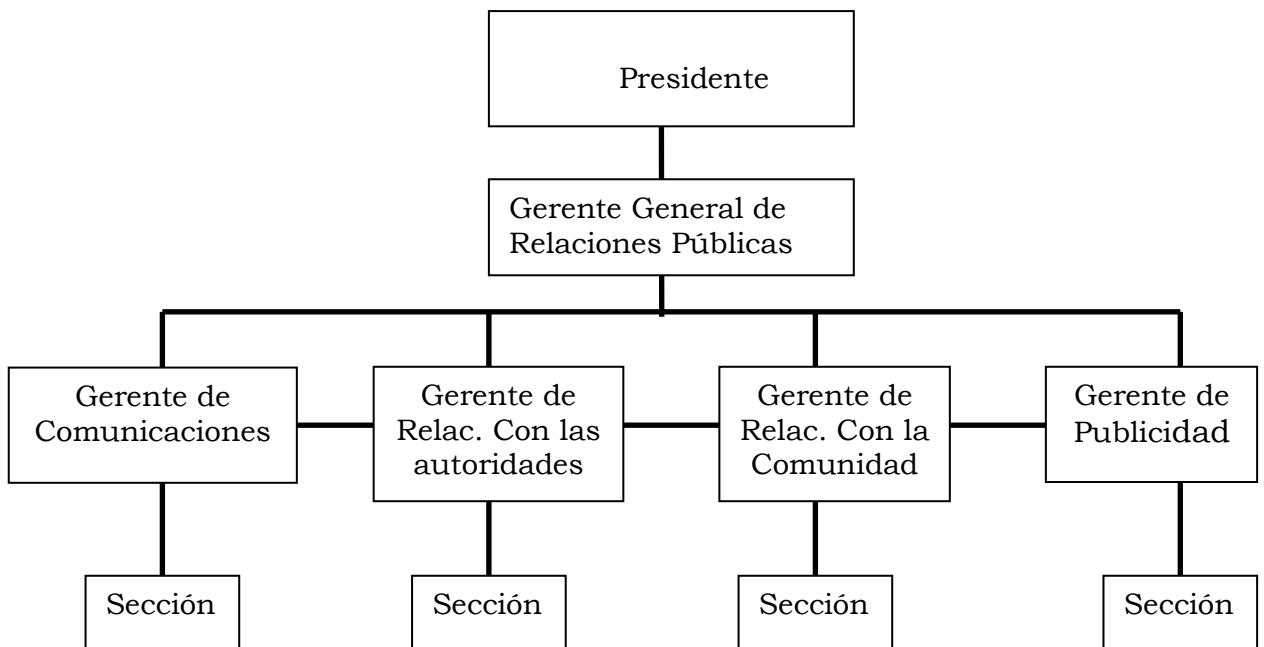 Presidente
Gerente General de
Relaciones Públicas
Gerente de
Comunicaciones
Gerente de
Relac. Con las
autoridades
Gerente de
Relac. Con la
Comunidad
Gerente de
Publicidad
Sección
Sección
Sección
Sección